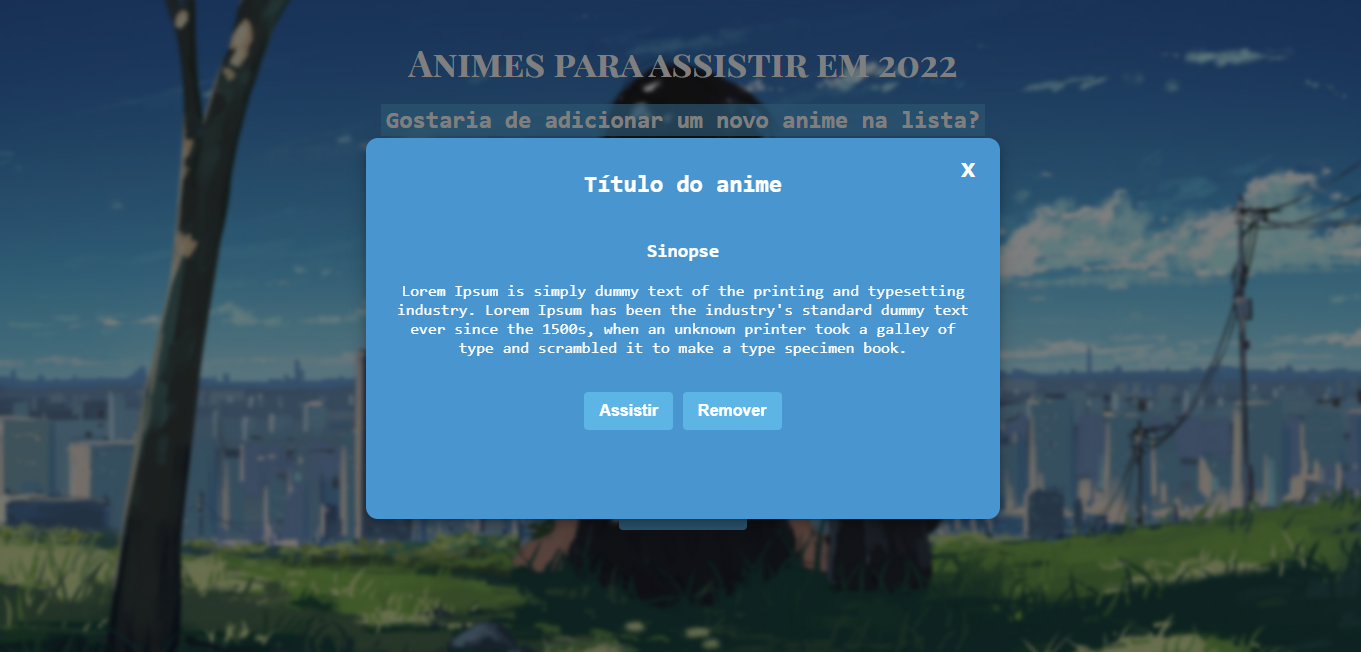 Animes para assistir em 2022
Gostaria de adicionar um novo anime na lista?
X
Título do anime
Sinopse
Lorem Ipsum is simply dummy text of the printing and typesetting
industry. Lorem Ipsum has been the industry's standard dummy text
ever since the 1500s, when an unknown printer took a galley of
type and scrambled it to make a type specimen book.
Assistir
Remover